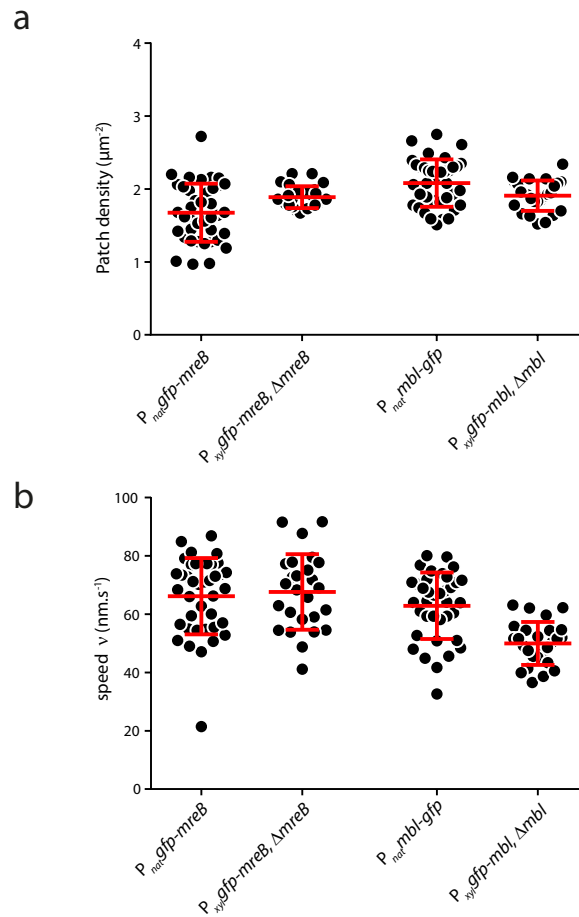 a
Patch density (µm⁻²)
4
3
2
1
0
Pnatgfp-mreB
Pxylgfp-mreB, ΔmreB
Pnatmbl-gfp
Pxylgfp-mbl, Δmbl
b
speed ν (nm.s⁻¹)
100
80
60
40
20
0
Pnatgfp-mreB
Pxylgfp-mreB, ΔmreB
Pnatmbl-gfp
Pxylgfp-mbl, Δmbl